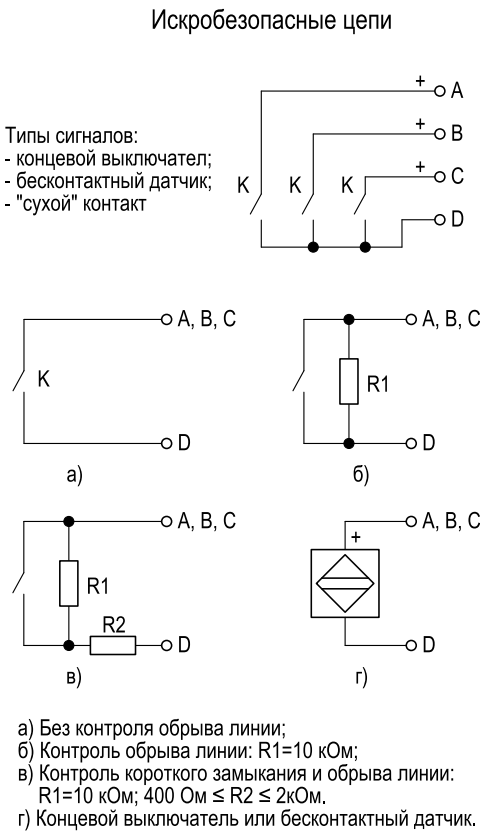 Искробезопасные цепи
+ A
Типы сигналов:
+ B
- концевой выключател;
- бесконтактный датчик;
+ C
- "сухой" контакт
K K K
D
A, B, C A, B, C
K R1
D D
а) б)
A, B, C A, B, C
+
R1
R2
D D
в) г)
а) Без контроля обрыва линии;
б) Контроль обрыва линии: R1=10 кОм;
в) Контроль короткого замыкания и обрыва линии:
R1=10 кОм; 400 Ом ≤ R2 ≤ 2кОм.
г) Концевой выключатель или бесконтактный датчик.